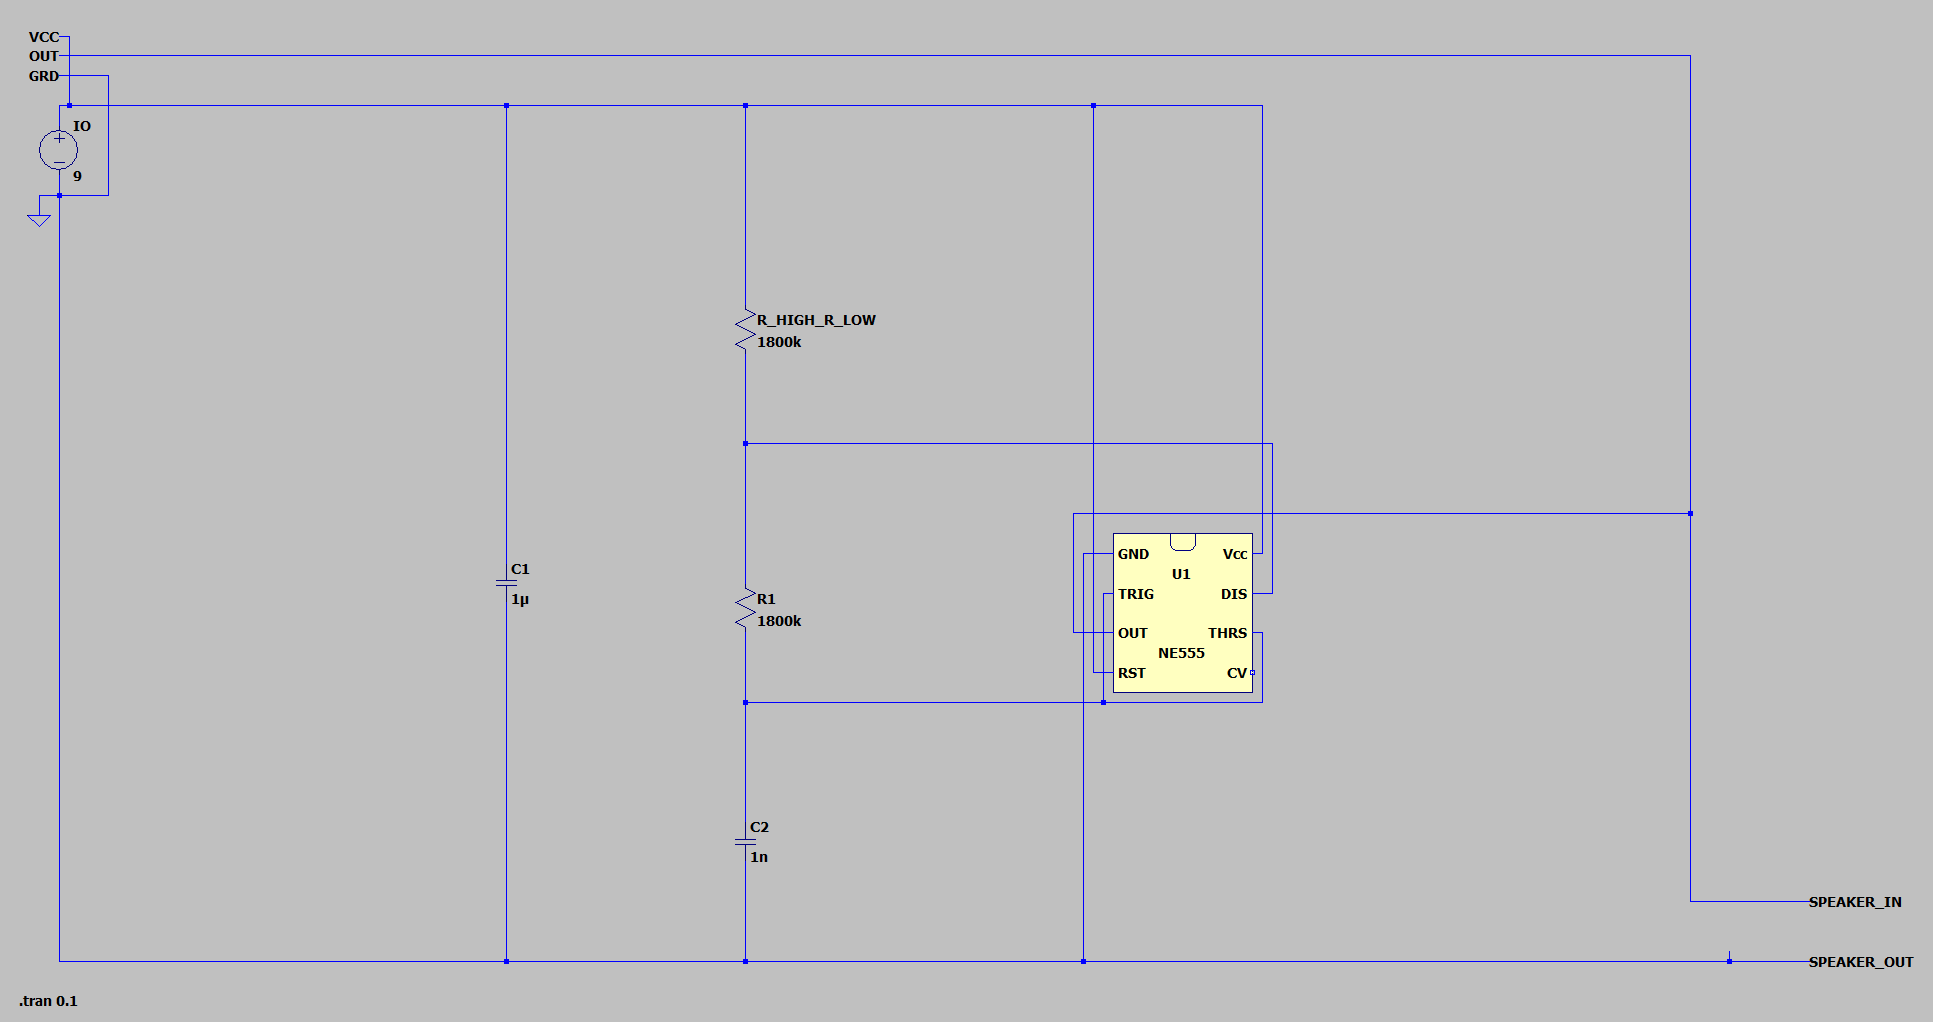 VCC
OUT
GRD
IO
9
R_HIGH_R_LOW
1800k
C1
1µ
R1
1800k
GND
Vcc
U1
TRIG
DIS
OUT
THRS
NE555
RST
CV
C2
1n
SPEAKER_IN
SPEAKER_OUT
.tran 0.1